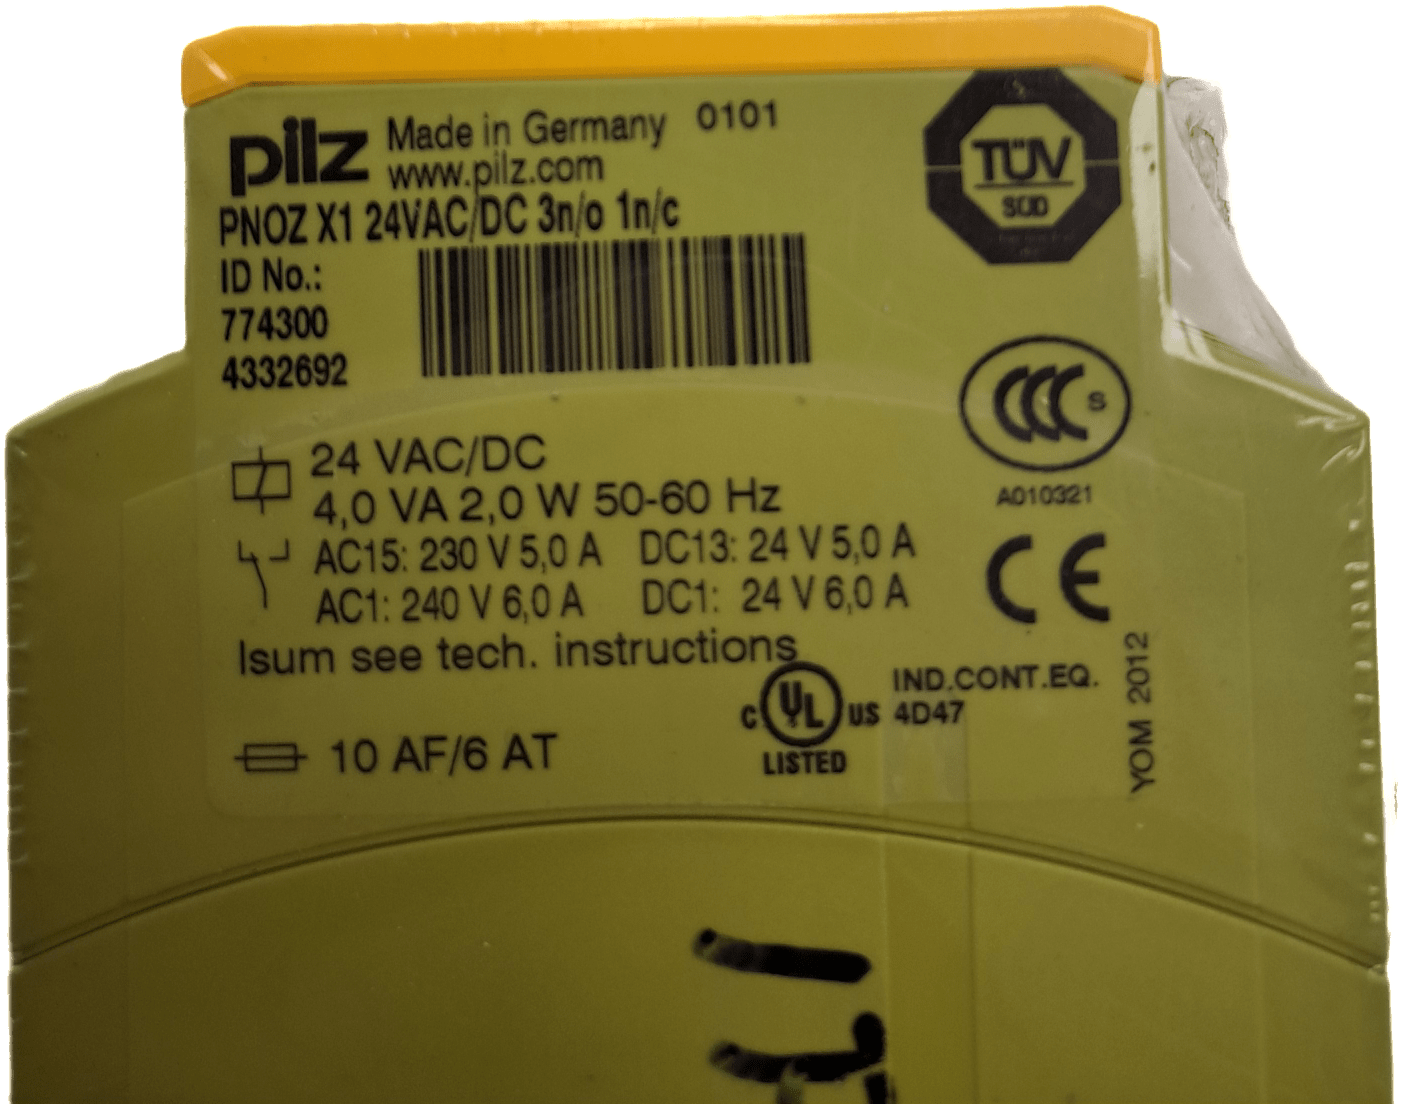 pilz Made in Germany 0101
www.pilz.com
PNOZ X1 24VAC/DC 3n/o 1n/c
ID No.:
774300
4332692
TÜV
SÜD
CCC S
A010321
24 VAC/DC
4,0 VA 2,0 W 50-60 Hz
AC15: 230 V 5,0 A DC13: 24 V 5,0 A
AC1: 240 V 6,0 A DC1: 24 V 6,0 A
CE
Isum see tech. instructions
10 AF/6 AT
C UL US
LISTED
IND.CONT.EQ.
4D47
YOM 2012